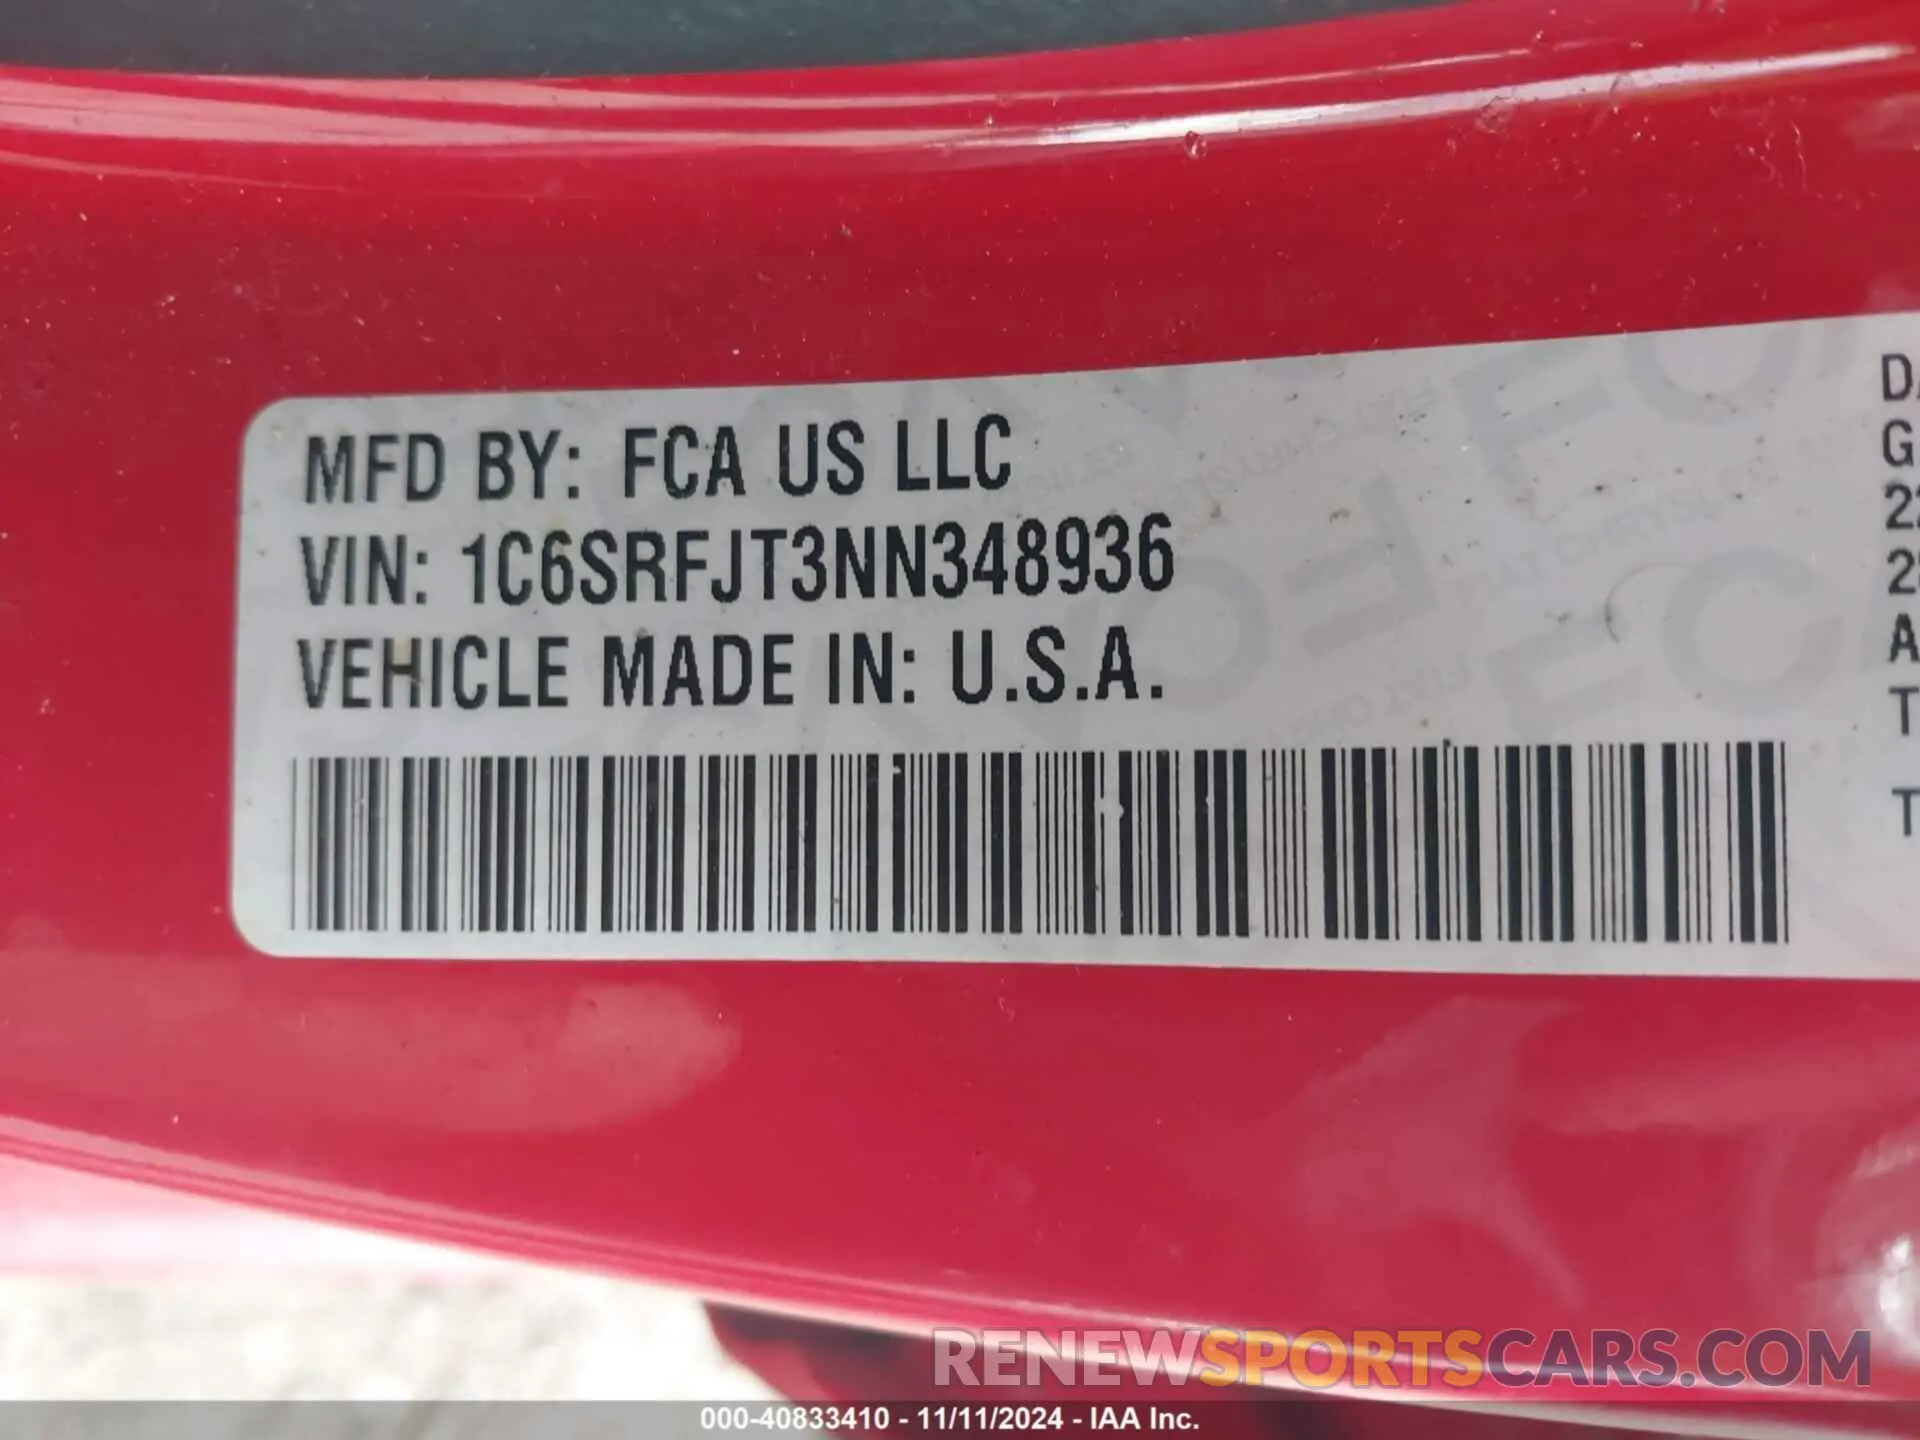 MFD BY: FCA US LLC
VIN: 1C6SRFJT3NN348936
VEHICLE MADE IN: U.S.A.
RENEWSPORTSCARS.COM
000-40833410 - 11/11/2024 - IAA Inc.